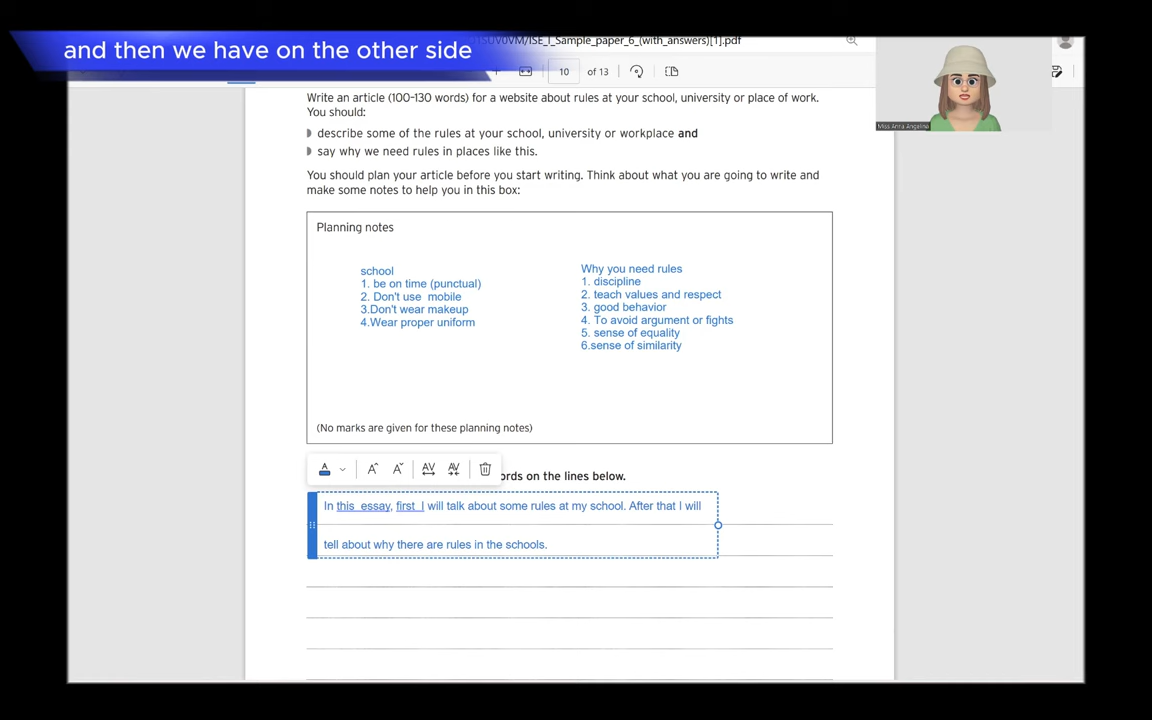 and then we have on the other side
ISE_I_Sample_paper_6_(with_answers)[1].pdf
10 of 13
Write an article (100-130 words) for a website about rules at your school, university or place of work.
You should:
describe some of the rules at your school, university or workplace and
say why we need rules in places like this.
You should plan your article before you start writing. Think about what you are going to write and
make some notes to help you in this box:
Planning notes
school
1. be on time (punctual)
2. Don't use mobile
3.Don't wear makeup
4.Wear proper uniform
Why you need rules
1. discipline
2. teach values and respect
3. good behavior
4. To avoid argument or fights
5. sense of equality
6.sense of similarity
(No marks are given for these planning notes)
on the lines below.
In this essay, first I will talk about some rules at my school. After that I will
tell about why there are rules in the schools.
Miss Anna Angelina